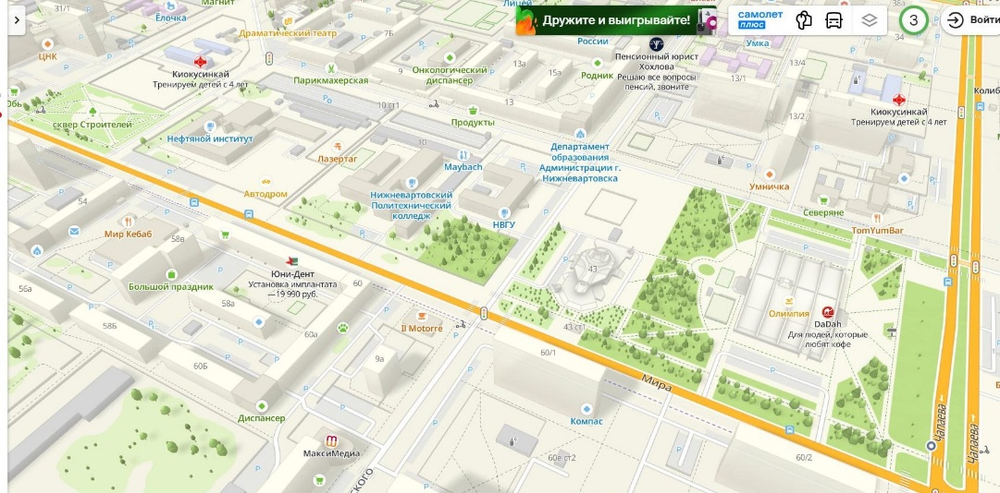 31/1
Ёлочка
Магнит
Драматический театр
7Б
Лицей
России
Дружите и выигрывайте!
самолет
плюс
3
Войти
ЦНК
Киокусинкай
Тренируем детей с 4 лет
Парикмахерская
9
Онкологический
диспансер
13а
15а
Родник
Пенсионный юрист
Хохлова
Решаю все вопросы
пенсий, звоните
Умка
13/4
13/1
Киокусинкай
Тренируем детей с 4 лет
сквер Строителей
Нефтяной институт
10 ст1
Продукты
13
13/2
Лазертаг
10
Maybach
Департамент
образования
Администрации г.
Нижневартовска
Умничка
54
Автодром
Нижневартовский
Политехнический
колледж
НВГУ
Северяне
TomYumBar
Мир Кебаб
58в
Большой праздник
Юни-Дент
Установка имплантата
—19 990 руб.
60
43
Олимпия
DaDah
Для людей, которые
любят кофе
56а
58а
58Б
60а
Il Motorre
43 ст1
60/1
9а
60Б
Мира
Диспансер
Компас
МаксиМедиа
60е ст2
60/2
Чапаева
Чапаева